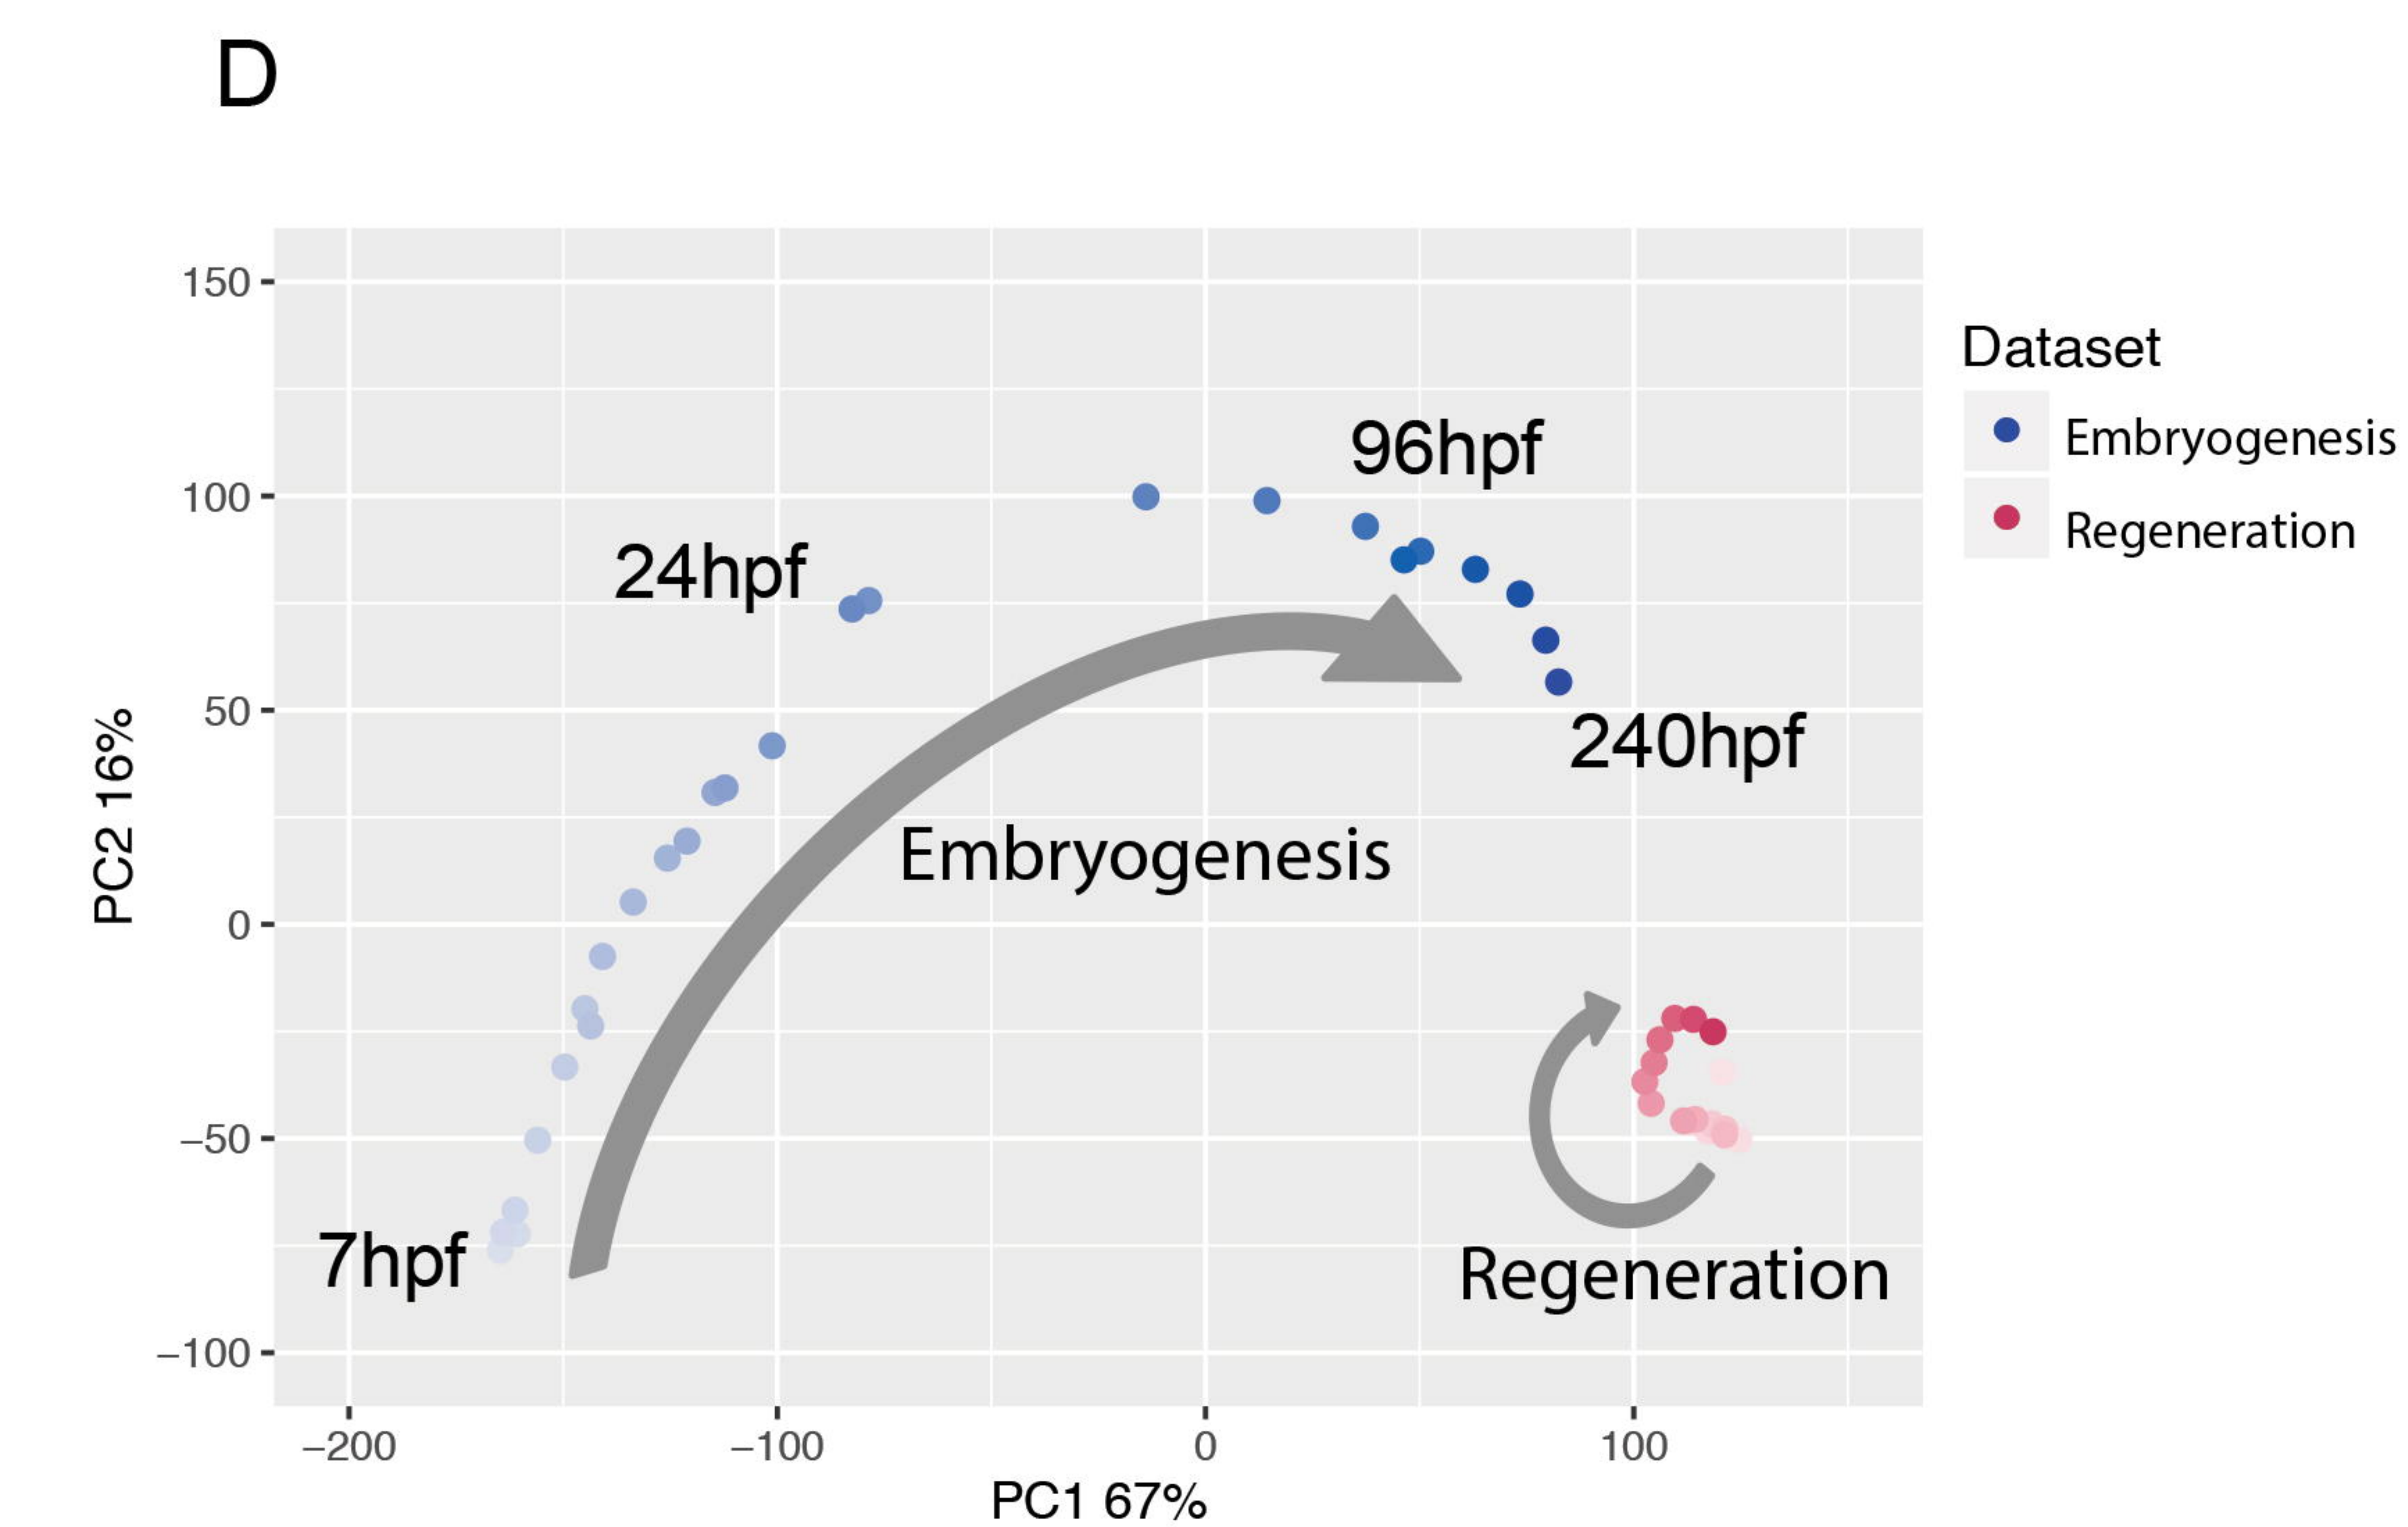 D
150
100
50
0
−50
−100
−200
−100
0
100
PC2 16%
PC1 67%
7hpf
24hpf
96hpf
240hpf
Embryogenesis
Regeneration
Dataset
Embryogenesis
Regeneration